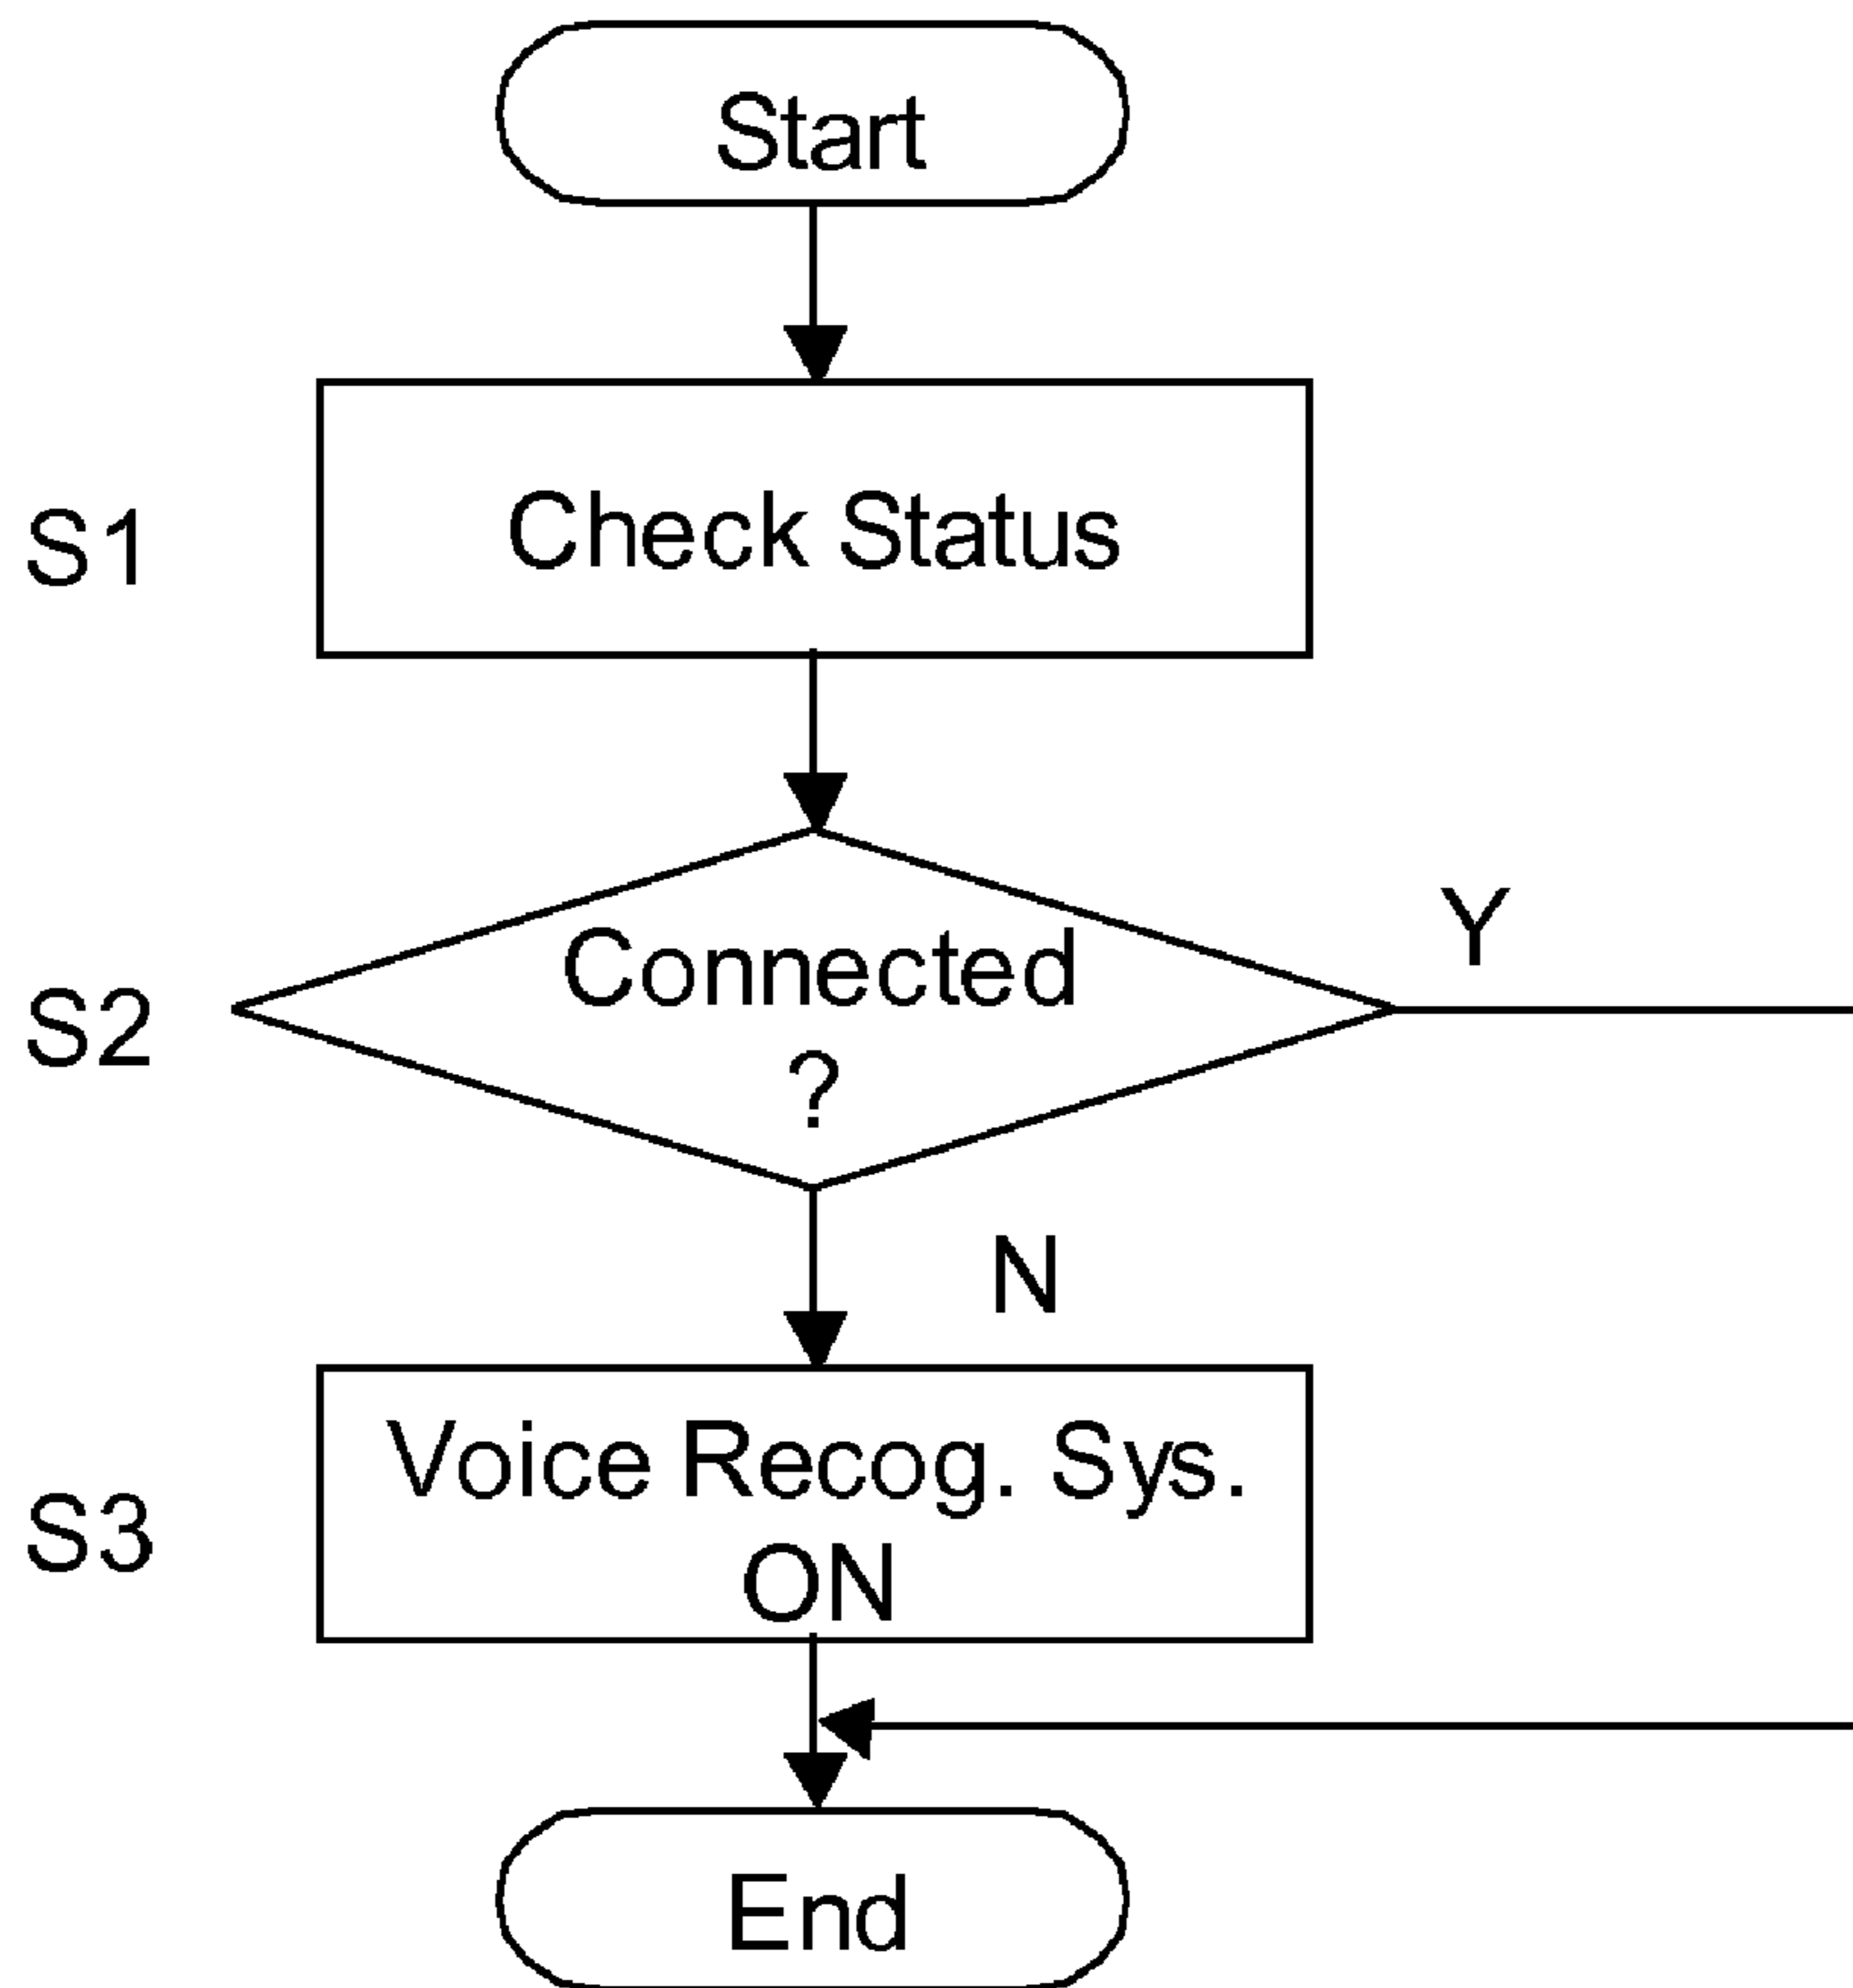 Start
S1
Check Status
S2
Connected
?
Y
N
S3
Voice Recog. Sys.
ON
End